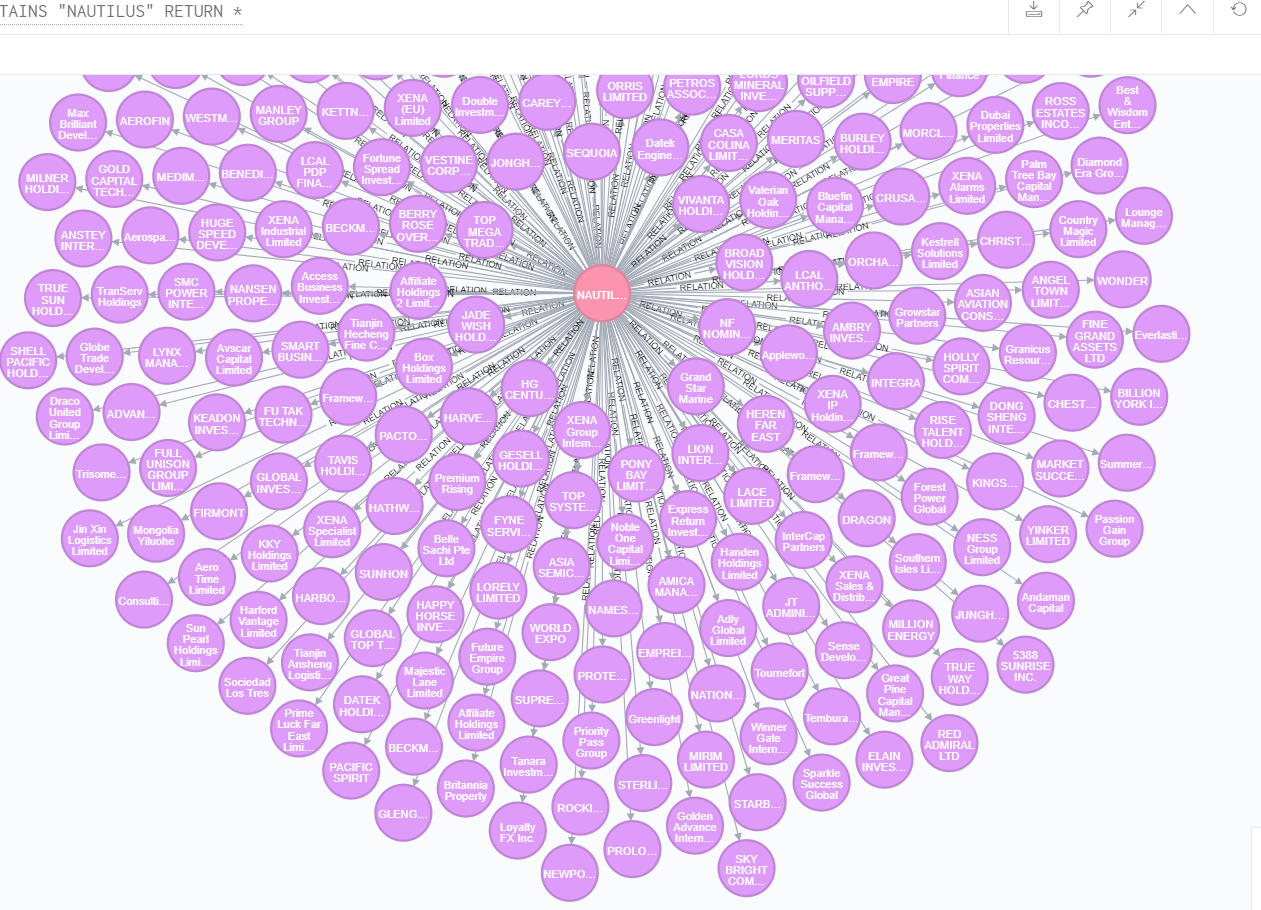 TAINS "NAUTILUS" RETURN *
ORRIS
LIMITED
PETROS
ASSOC...
LORDS
MINERAL
INVE...
OILFIELD
SUPP...
EMPIRE
Finance
Max
Brilliant
Devel...
AEROFIN
WESTM...
MANLEY
GROUP
KETTN...
XENA
(EU)
Limited
Double
Investm...
CAREY...
SEQUOIA
Datek
Engine...
CASA
COLINA
LIMIT...
MERITAS
BURLEY
HOLDI...
MORCL...
Dubai
Properties
Limited
ROSS
ESTATES
INCO...
Best
&
Wisdom
Ent...
MILNER
HOLDI...
GOLD
CAPITAL
TECH...
MEDIM...
BENEDI...
LCAL
PDP
FINA...
Fortune
Spread
Invest...
VESTINE
CORP...
JONGH...
VIVANTA
HOLDI...
Valerian
Oak
Holdin...
Bluefin
Capital
Mana...
CRUSA...
XENA
Alarms
Limited
Palm
Tree Bay
Capital
Man...
Diamond
Era Gro...
ANSTEY
INTER...
Aerospa...
HUGE
SPEED
DEVE...
XENA
Industrial
Limited
BECKM...
BERRY
ROSE
OVER...
TOP
MEGA
TRAD...
BROAD
VISION
HOLD...
LCAL
ANTHO...
ORCHA...
Kestrell
Solutions
Limited
CHRIST...
Country
Magic
Limited
Lounge
Manag...
TRUE
SUN
HOLD...
TranServ
Holdings
SMC
POWER
INTE...
NANSEN
PROPE...
Access
Business
Invest...
Affiliate
Holdings
2 Limit...
NAUTIL...
RELATION
NF
NOMIN...
Growstar
Partners
ASIAN
AVIATION
CONS...
ANGEL
TOWN
LIMIT...
WONDER
SHELL
PACIFIC
HOLD...
Globe
Trade
Devel...
LYNX
MANA...
Avscar
Capital
Limited
SMART
BUSIN...
Tianjin
Hecheng
Fine C...
JADE
WISH
HOLD...
Applewo...
AMBRY
INVES...
HOLLY
SPIRIT
COM...
Granicus
Resour...
FINE
GRAND
ASSETS
LTD
Everlasti...
Draco
United
Group
Limi...
ADVAN...
KEADON
INVES...
FU TAK
TECHN...
Framew...
Box
Holdings
Limited
HARVE...
HG
CENTU...
Grand
Star
Marine
XENA
IP
Holdin...
INTEGRA
RISE
TALENT
HOLD...
DONG
SHENG
INTE...
CHEST...
BILLION
YORK I...
Trisome...
FULL
UNISON
GROUP
LIMI...
GLOBAL
INVES...
TAVIS
HOLDI...
PACTO...
Premium
Rising
GESELL
HOLDI...
XENA
Group
Intern...
PONY
BAY
LIMIT...
LION
INTER...
HEREN
FAR
EAST
Framew...
Framew...
Forest
Power
Global
KINGS...
MARKET
SUCCE...
Summer...
Jin Xin
Logistics
Limited
Mongolia
Yiluohe
FIRMONT
XENA
Specialist
Limited
HATHW...
FYNE
SERVI...
TOP
SYSTE...
Noble
One
Capital
Limi...
Express
Return
Invest...
LACE
LIMITED
InterCap
Partners
DRAGON
Southern
Isles Li...
NESS
Group
Limited
YINKER
LIMITED
Passion
Gain
Group
Consulli...
Aero
Time
Limited
KKY
Holdings
Limited
HARBO...
SUNHON
Belle
Sachi Pte
Ltd
LORELY
LIMITED
ASIA
SEMIC...
NAMES...
AMICA
MANA...
Handen
Holdings
Limited
JT
ADMINI...
XENA
Sales &
Distrib...
MILLION
ENERGY
JUNGH...
Andaman
Capital
Sun
Pearl
Holdings
Limi...
Harford
Vantage
Limited
Tianjin
Ansheng
Logisti...
GLOBAL
TOP T...
HAPPY
HORSE
INVE...
Future
Empire
Group
WORLD
EXPO
PROTE...
EMPREI...
Adly
Global
Limited
Tournefort
Sense
Develo...
Great
Pine
Capital
Man...
TRUE
WAY
HOLD...
5388
SUNRISE
INC.
Sociedad
Los Tres
Prime
Luck Far
East
Limi...
DATEK
HOLDI...
Majestic
Lane
Limited
Affiliate
Holdings
Limited
SUPRE...
Priority
Pass
Group
Greenlight
NATION...
Winner
Gate
Intern...
Tembura...
ELAIN
INVES...
RED
ADMIRAL
LTD
PACIFIC
SPIRIT
BECKM...
Britannia
Property
Tanara
Investm...
ROCKI...
STERLI...
MIRIM
LIMITED
STARB...
Sparkle
Success
Global
GLENG...
Loyalty
FX Inc.
NEWPO...
PROLO...
Golden
Advance
Intern...
SKY
BRIGHT
COM...